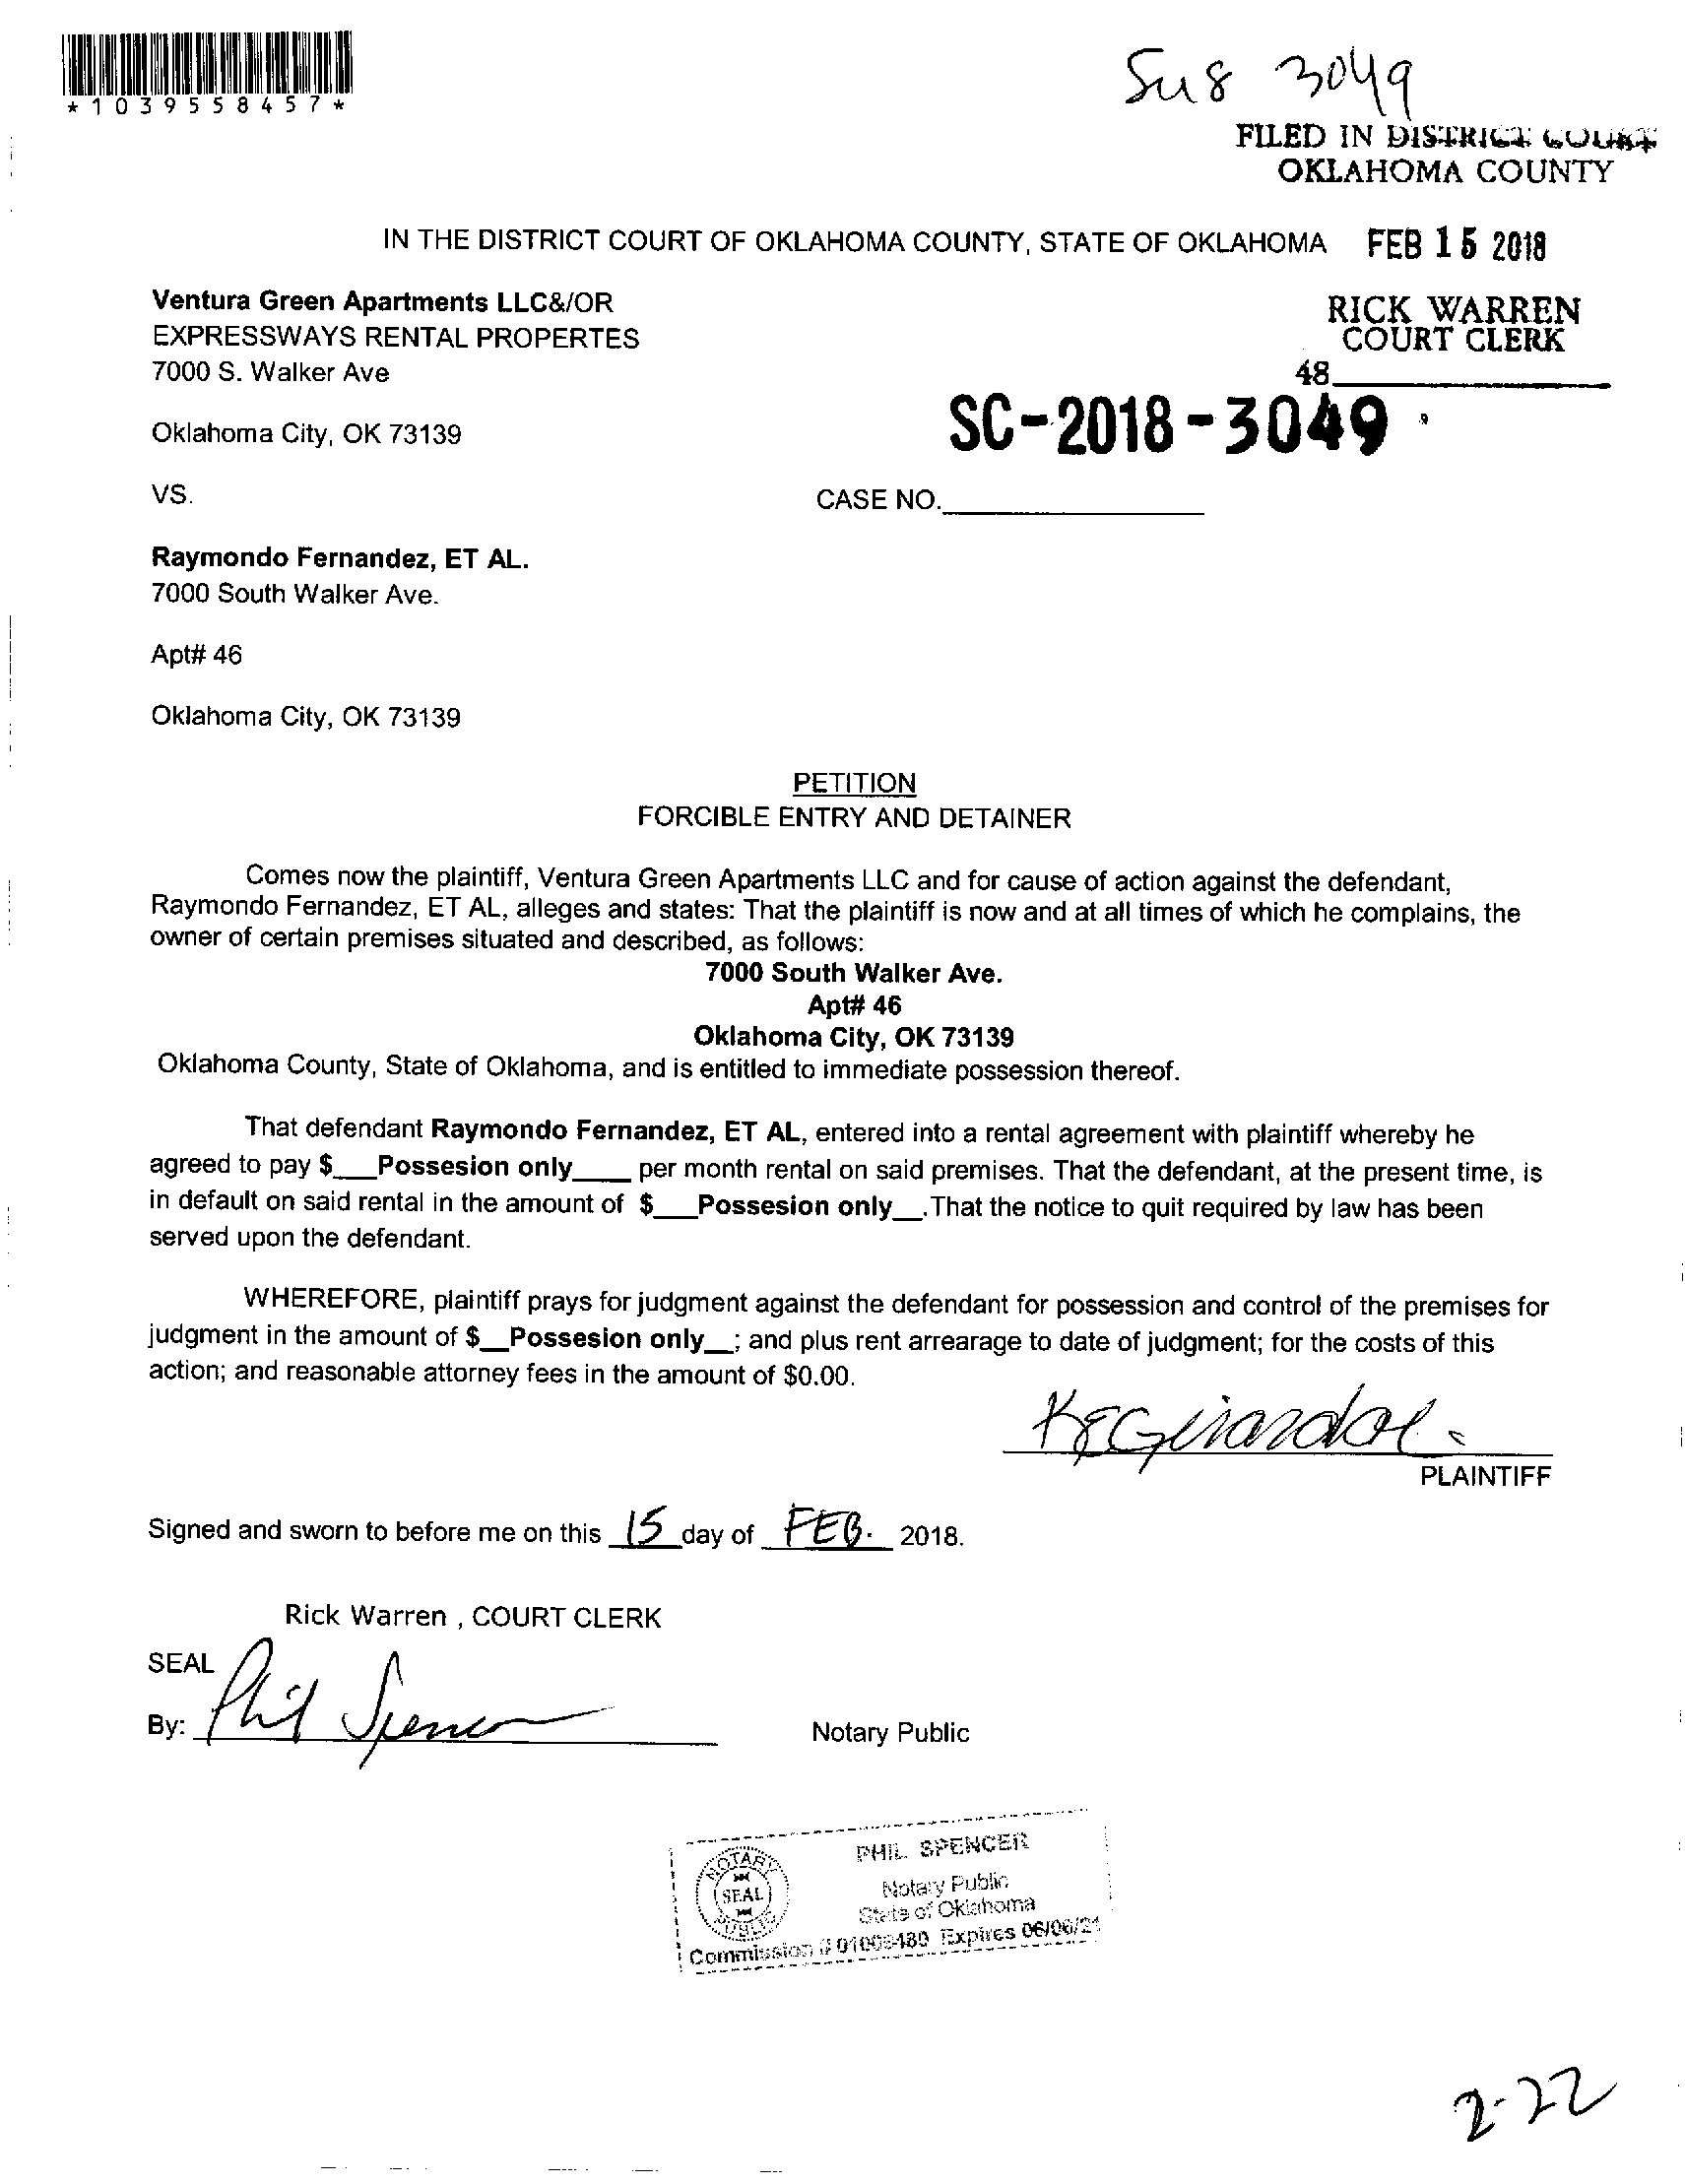 *1039558457*
3049
FILED IN DISTRICT COURT
OKLAHOMA COUNTY
IN THE DISTRICT COURT OF OKLAHOMA COUNTY, STATE OF OKLAHOMA FEB 15 2018
Ventura Green Apartments LLC&/OR
EXPRESSWAYS RENTAL PROPERTES
7000 S. Walker Ave
RICK WARREN
COURT CLERK
48
Oklahoma City, OK 73139
SC-2018-3049
VS.
CASE NO.
Raymondo Fernandez, ET AL.
7000 South Walker Ave.
Apt# 46
Oklahoma City, OK 73139
PETITION
FORCIBLE ENTRY AND DETAINER
Comes now the plaintiff, Ventura Green Apartments LLC and for cause of action against the defendant,
Raymondo Fernandez, ET AL, alleges and states: That the plaintiff is now and at all times of which he complains, the
owner of certain premises situated and described, as follows:
7000 South Walker Ave.
Apt# 46
Oklahoma City, OK 73139
Oklahoma County, State of Oklahoma, and is entitled to immediate possession thereof.
That defendant Raymondo Fernandez, ET AL, entered into a rental agreement with plaintiff whereby he
agreed to pay $___Possesion only____ per month rental on said premises. That the defendant, at the present time, is
in default on said rental in the amount of $___Possesion only__.That the notice to quit required by law has been
served upon the defendant.
WHEREFORE, plaintiff prays for judgment against the defendant for possession and control of the premises for
judgment in the amount of $__Possesion only__; and plus rent arrearage to date of judgment; for the costs of this
action; and reasonable attorney fees in the amount of $0.00.
PLAINTIFF
Signed and sworn to before me on this 15 day of FEB. 2018.
Rick Warren , COURT CLERK
SEAL
By: Phil Spencer
Notary Public
PHIL SPENCER
NOTARY
SEAL
PUBLIC
Notary Public
State of Oklahoma
Commission # Expires 06/06/21
2-22